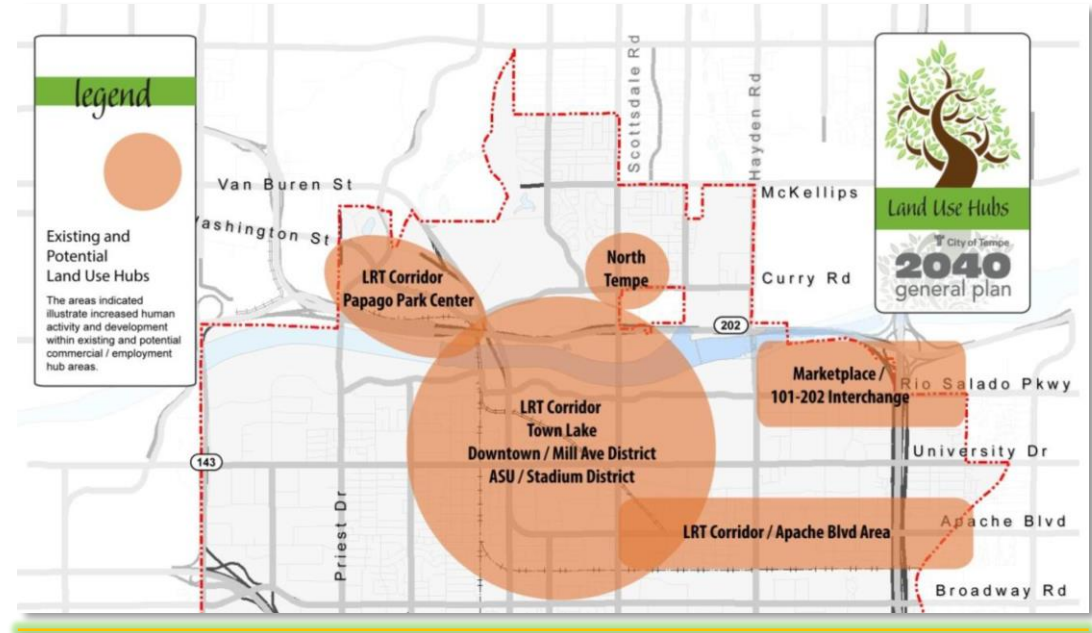 legend
Existing and
Potential
Land Use Hubs
The areas indicated
illustrate increased human
activity and development
within existing and potential
commercial / employment
hub areas.
Van Buren St
Washington St
Scottsdale Rd
Hayden Rd
McKellips
Curry Rd
202
143
Priest Dr
Rio Salado Pkwy
University Dr
Apache Blvd
Broadway Rd
LRT Corridor
Papago Park Center
North
Tempe
LRT Corridor
Town Lake
Downtown / Mill Ave District
ASU / Stadium District
Marketplace /
101-202 Interchange
LRT Corridor / Apache Blvd Area
Land Use Hubs
City of Tempe
2040
general plan